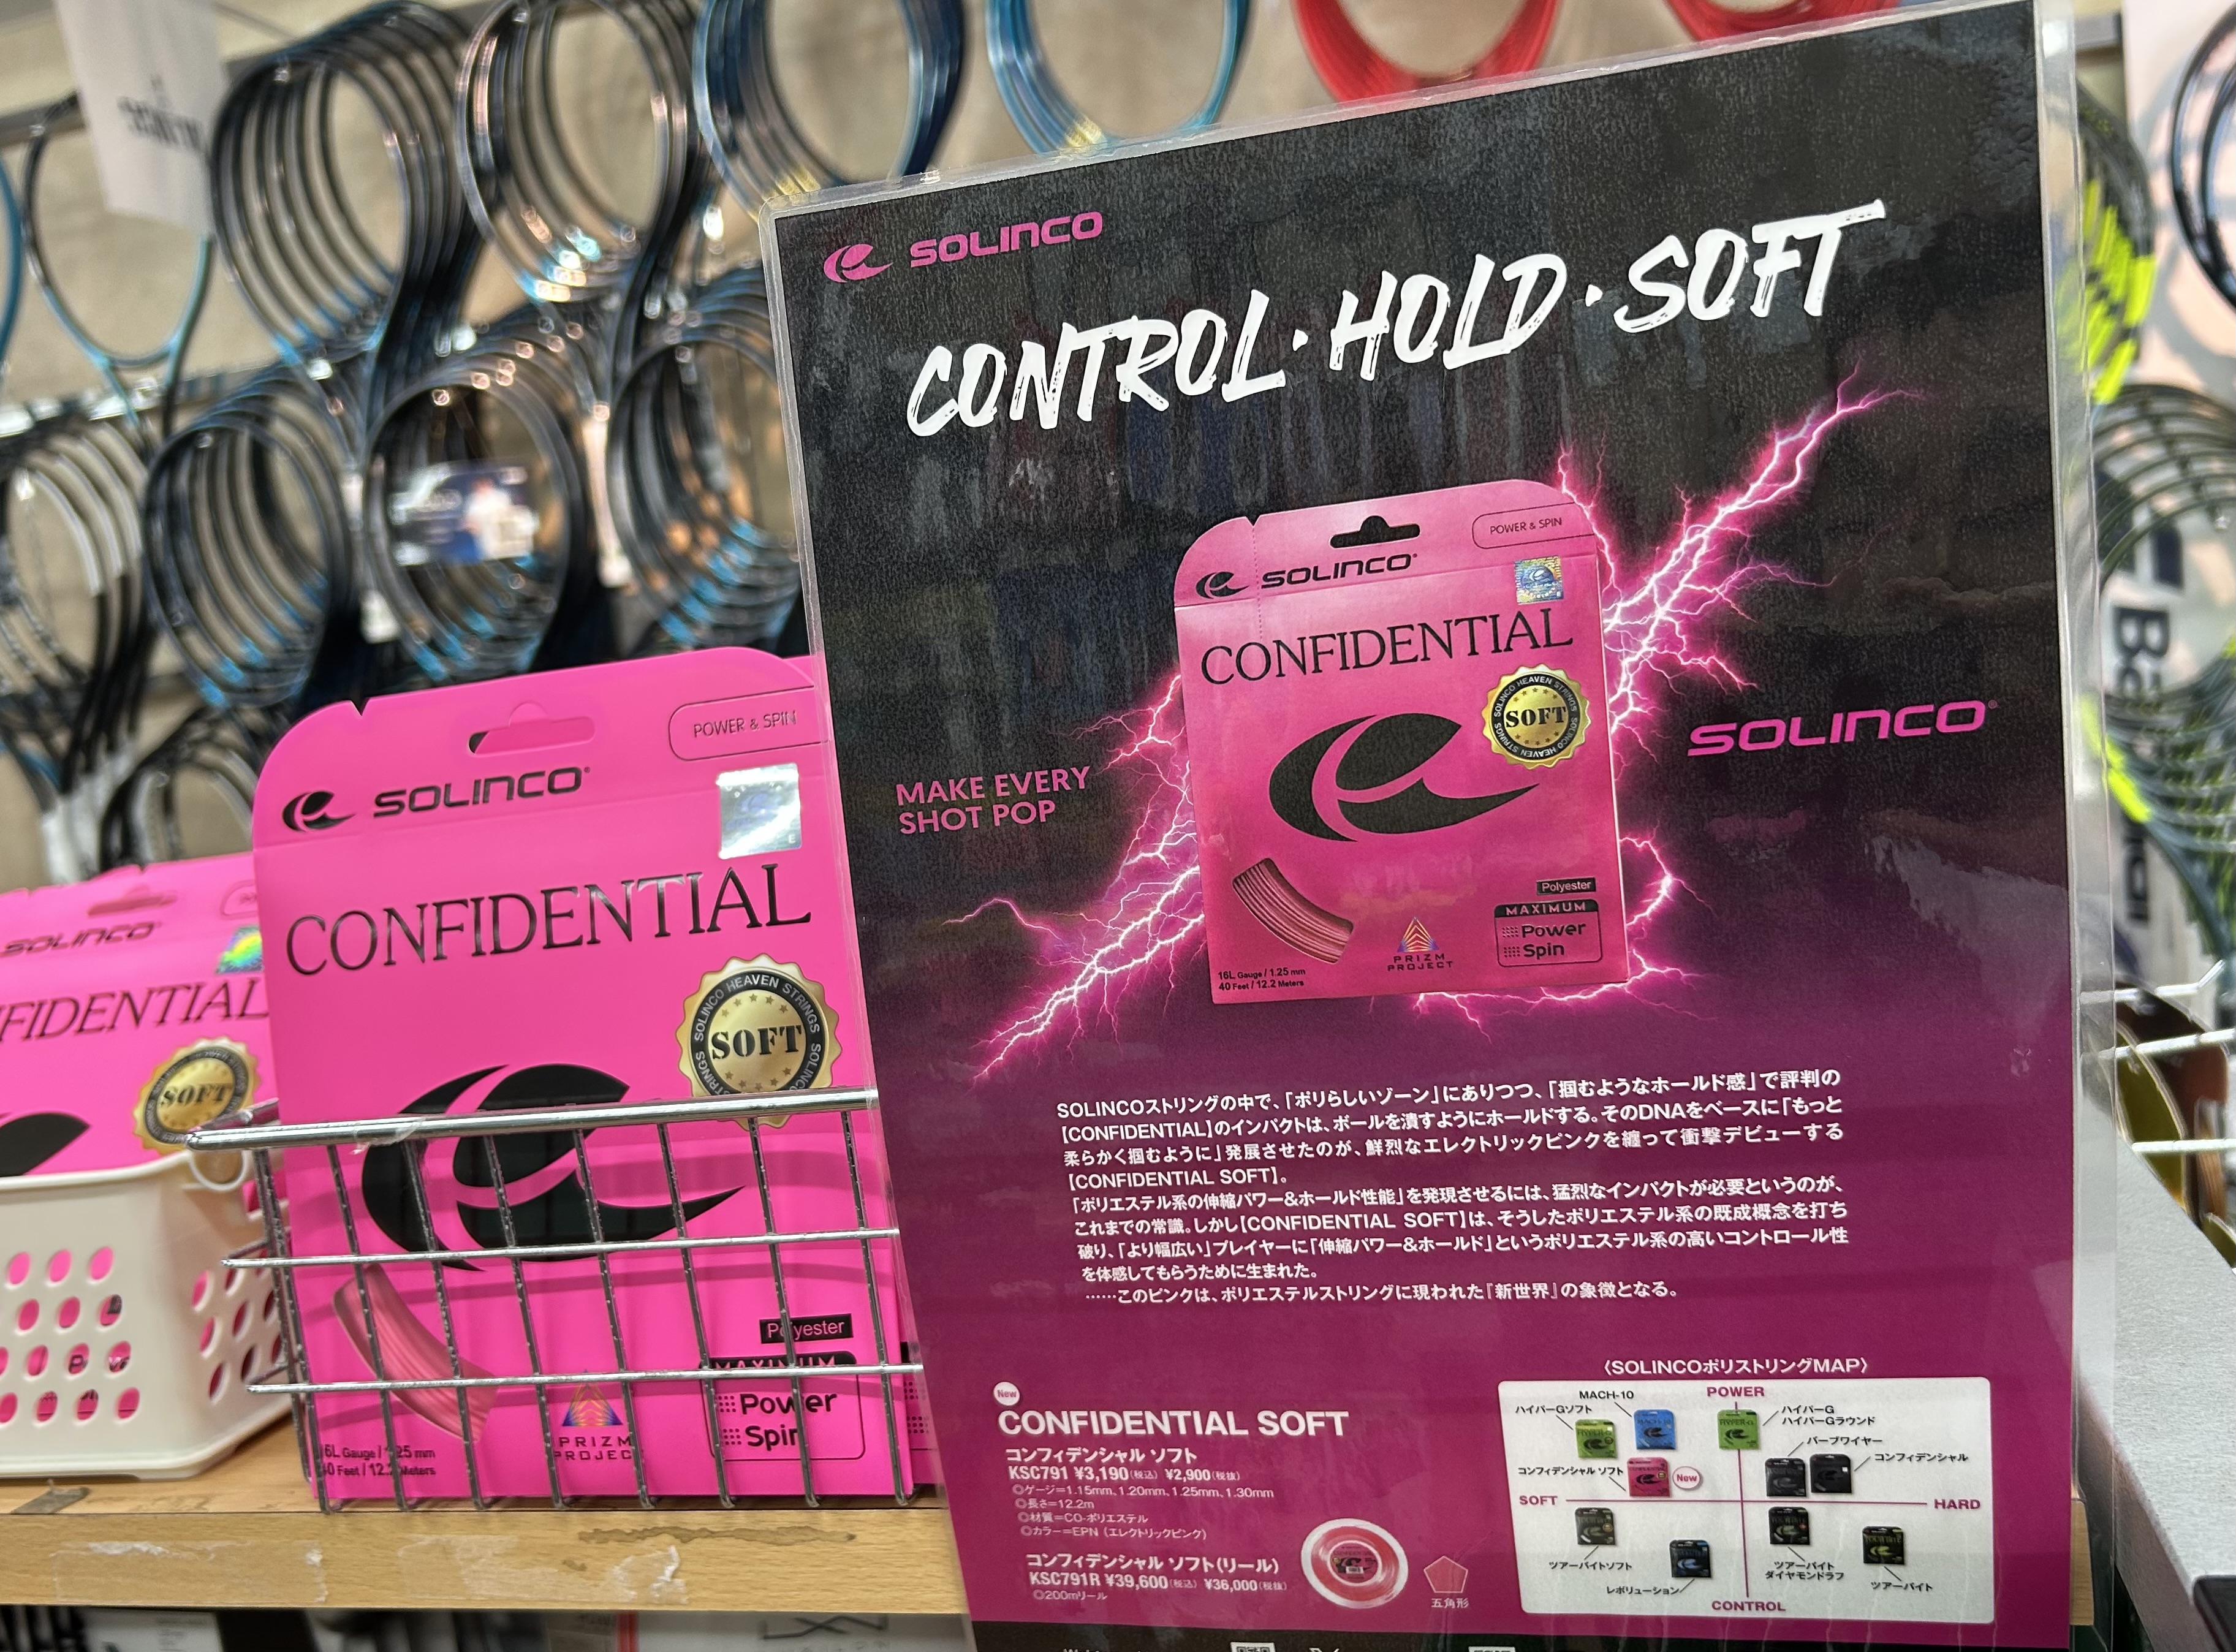 SOLINCO
CONTROL・HOLD・SOFT
POWER & SPIN
SOLINCO
CONFIDENTIAL
SOLINCO HEAVEN STRINGS SOLINCO HEAVEN STRINGS
SOFT
MAKE EVERY
SHOT POP
SOLINCO
Polyester
MAXIMUM
Power
Spin
PRIZM
PROJECT
16L Gauge / 1.25 mm
40 Feet / 12.2 Meters
SOLINCOストリングの中で、「ポリらしいゾーン」にありつつ、「掴むようなホールド感」で評判の
【CONFIDENTIAL】のインパクトは、ボールを潰すようにホールドする。そのDNAをベースに「もっと
柔らかく掴むように」発展させたのが、鮮烈なエレクトリックピンクを纏って衝撃デビューする
【CONFIDENTIAL SOFT】。
「ポリエステル系の伸縮パワー&ホールド性能」を発現させるには、猛烈なインパクトが必要というのが、
これまでの常識。しかし【CONFIDENTIAL SOFT】は、そうしたポリエステル系の既成概念を打ち
破り、「より幅広い」プレイヤーに「伸縮パワー&ホールド」というポリエステル系の高いコントロール性
を体感してもらうために生まれた。
……このピンクは、ポリエステルストリングに現われた『新世界』の象徴となる。
New
CONFIDENTIAL SOFT
コンフィデンシャル ソフト
KSC791 ¥3,190(税込) ¥2,900(税抜)
◎ゲージ=1.15mm、1.20mm、1.25mm、1.30mm
◎長さ=12.2m
◎材質=CO-ポリエステル
◎カラー=EPN（エレクトリックピンク）
コンフィデンシャル ソフト(リール)
KSC791R ¥39,600(税込) ¥36,000(税抜)
◎200mリール
五角形
〈SOLINCOポリストリングMAP〉
POWER
MACH-10
ハイパーGソフト
ハイパーG
ハイパーGラウンド
バーブワイヤー
コンフィデンシャル
コンフィデンシャル ソフト
New
SOFT
HARD
ツアーバイトソフト
レボリューション
ツアーバイト
ダイヤモンドラフ
ツアーバイト
CONTROL
POWER & SPIN
SOLINCO
CONFIDENTIAL
SOLINCO HEAVEN STRINGS SOLINCO
STRINGS
SOFT
Polyester
MAXIMUM
Power
Spin
PRIZM
PROJECT
6L Gauge / 1.25 mm
40 Feet / 12.2 Meters
SOLINCO
FIDENTIAL
SOFT